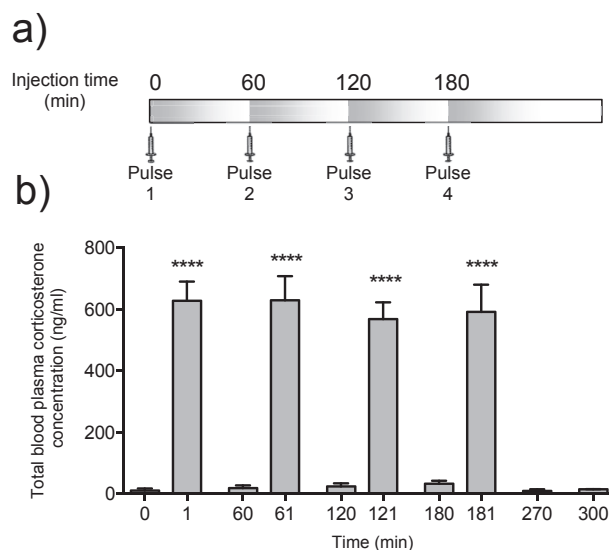 a)
Injection time
(min)
0 60 120 180
Pulse
1
Pulse
2
Pulse
3
Pulse
4
b)
Total blood plasma corticosterone
concentration (ng/ml)
800
600
400
200
0
**** **** **** ****
0 1 60 61 120 121 180 181 270 300
Time (min)